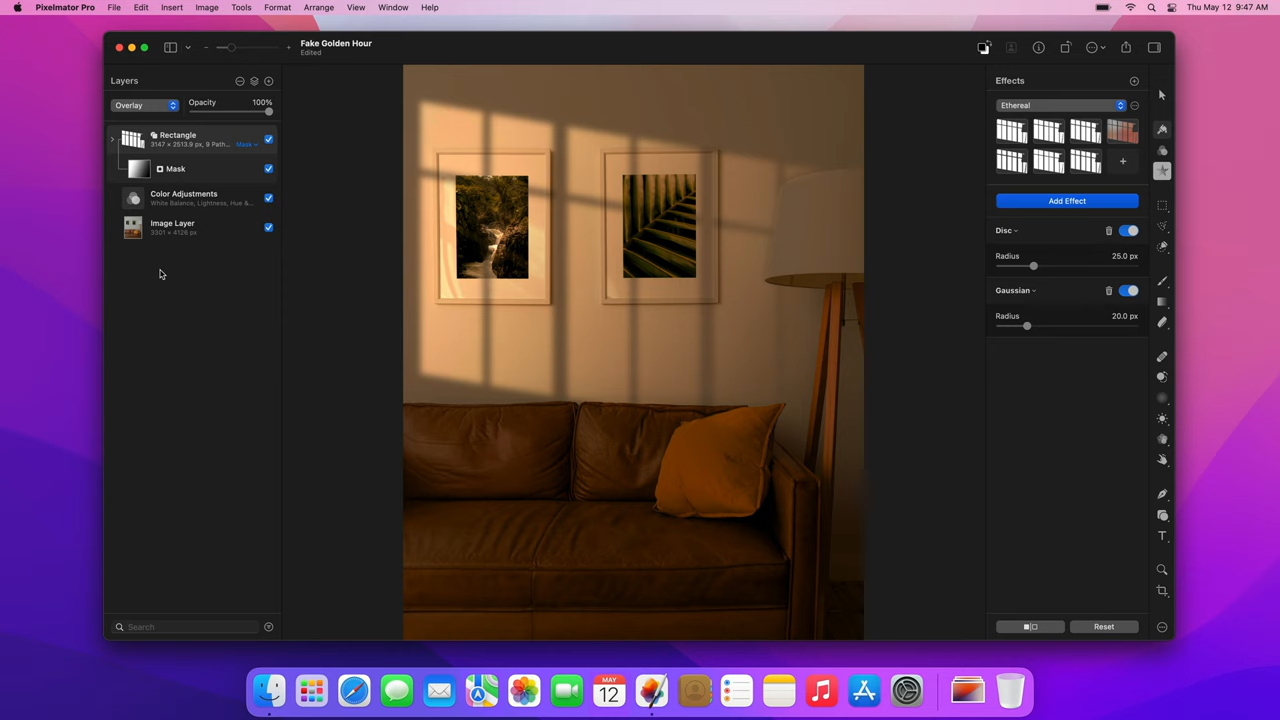 Pixelmator Pro File Edit Insert Image Tools Format Arrange View Window Help Thu May 12 9:47 AM
Fake Golden Hour
Edited
Layers
Overlay Opacity 100%
Rectangle
3147 × 2513.9 px, 9 Path... Mask
Mask
Color Adjustments
White Balance, Lightness, Hue &...
Image Layer
3301 × 4126 px
Search
Effects
Ethereal
Add Effect
Disc
Radius 25.0 px
Gaussian
Radius 20.0 px
Reset
MAY
12